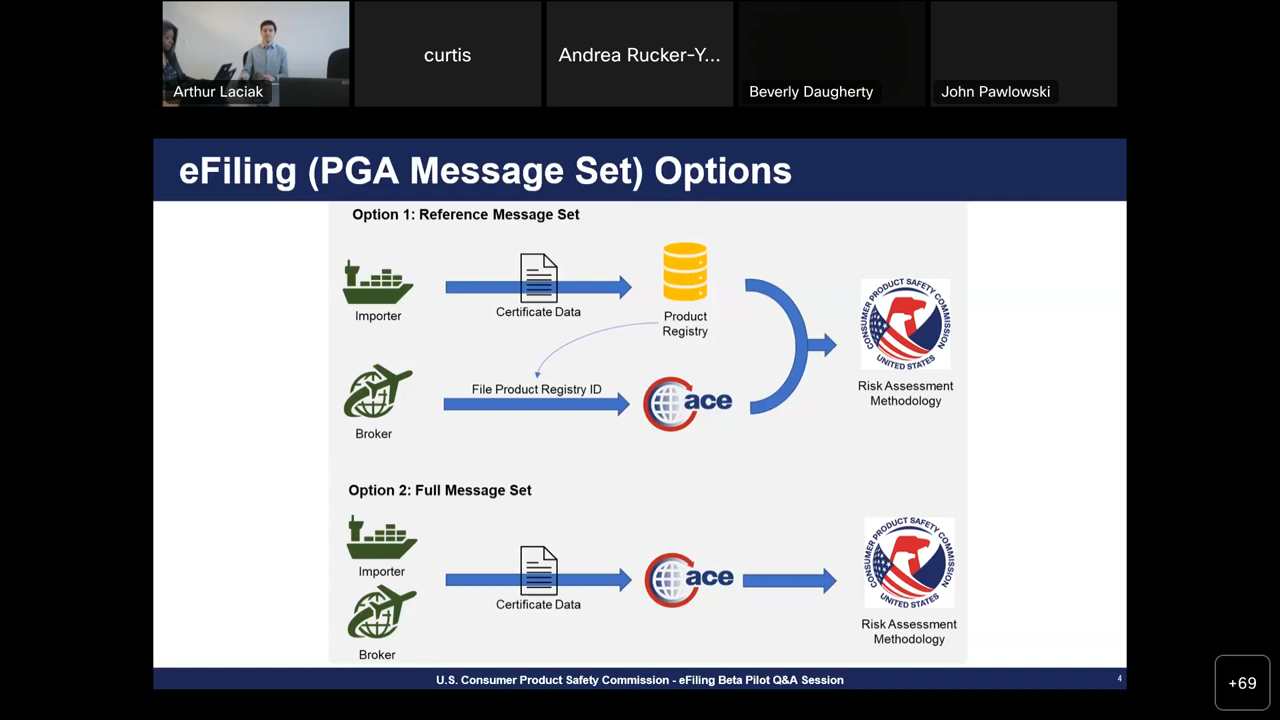 Arthur Laciak
curtis
Andrea Rucker-Y...
Beverly Daugherty
John Pawlowski
eFiling (PGA Message Set) Options
Option 1: Reference Message Set
Importer
Certificate Data
Product
Registry
File Product Registry ID
Broker
ace
CONSUMER PRODUCT SAFETY COMMISSION
UNITED STATES
Risk Assessment
Methodology
Option 2: Full Message Set
Importer
Broker
Certificate Data
ace
CONSUMER PRODUCT SAFETY COMMISSION
UNITED STATES
Risk Assessment
Methodology
U.S. Consumer Product Safety Commission - eFiling Beta Pilot Q&A Session
4
+69